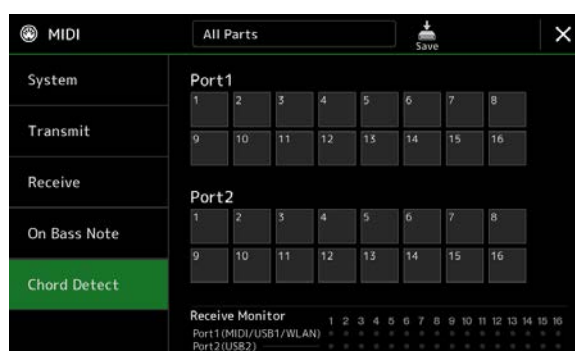 MIDI
All Parts
Save
System
Transmit
Receive
On Bass Note
Chord Detect
Port1
1 2 3 4 5 6 7 8
9 10 11 12 13 14 15 16
Port2
1 2 3 4 5 6 7 8
9 10 11 12 13 14 15 16
Receive Monitor 1 2 3 4 5 6 7 8 9 10 11 12 13 14 15 16
Port1(MIDI/USB1/WLAN)
Port2(USB2)